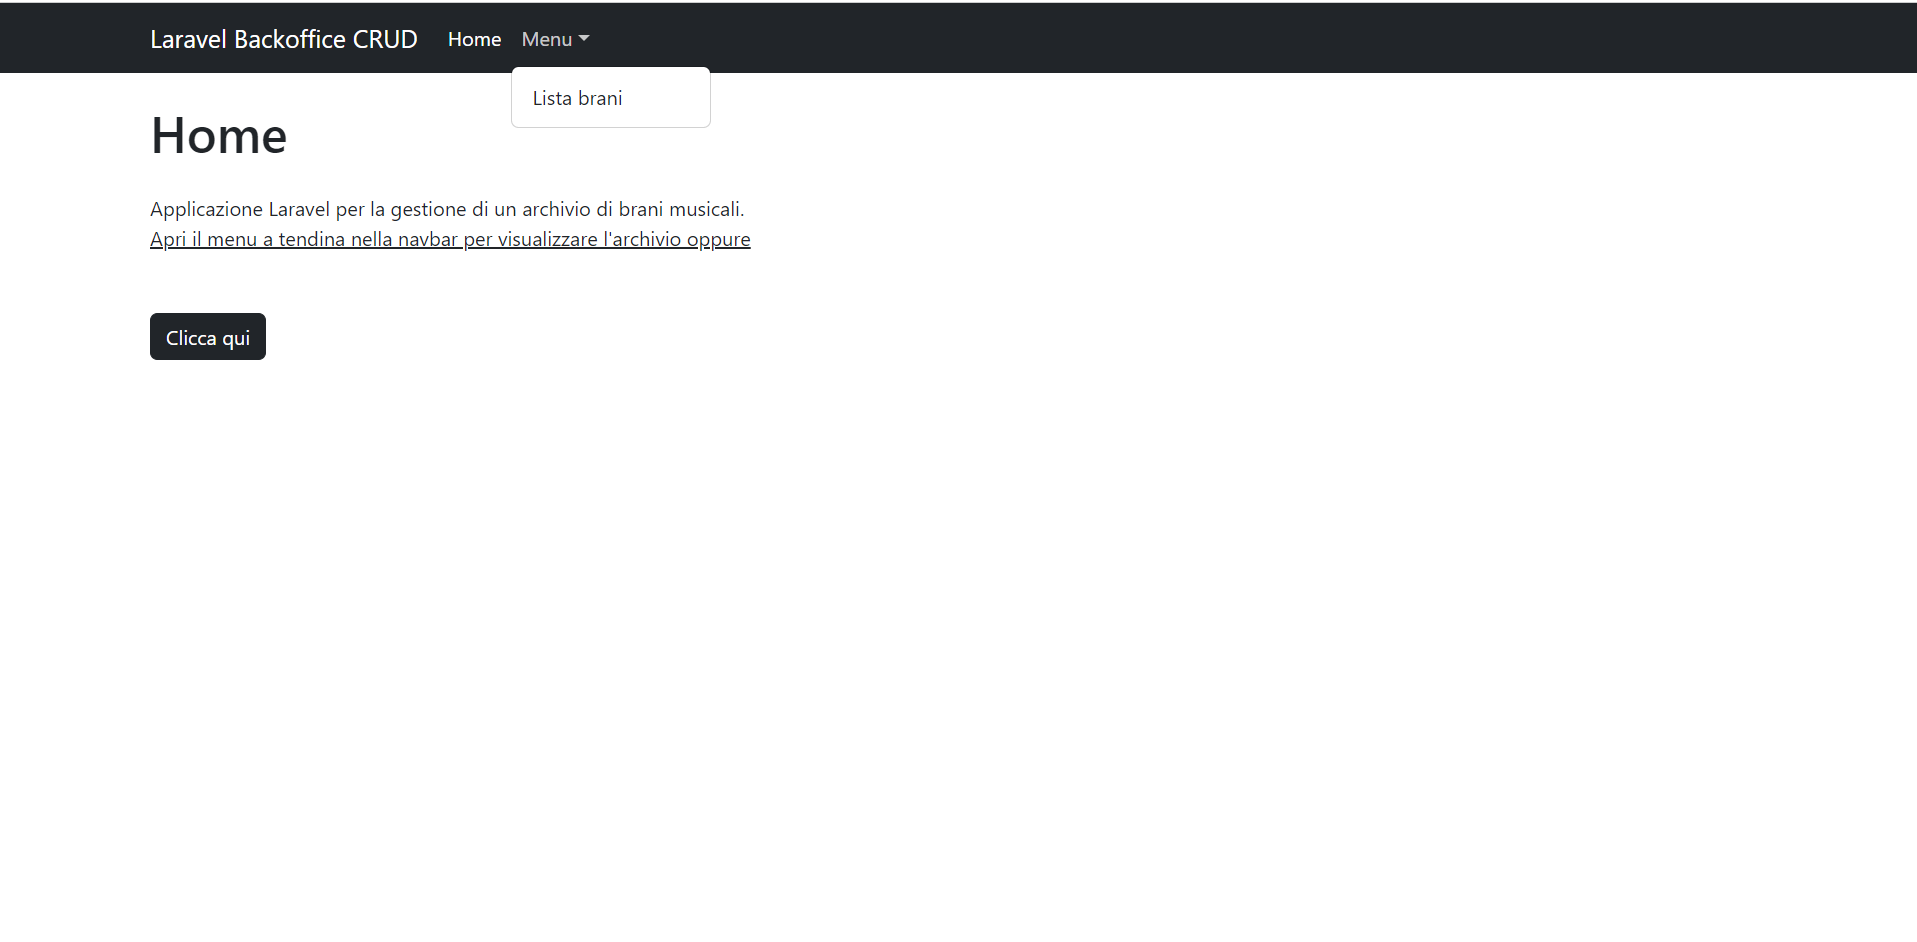 Laravel Backoffice CRUD Home Menu
Lista brani
Home
Applicazione Laravel per la gestione di un archivio di brani musicali.
Apri il menu a tendina nella navbar per visualizzare l'archivio oppure
Clicca qui